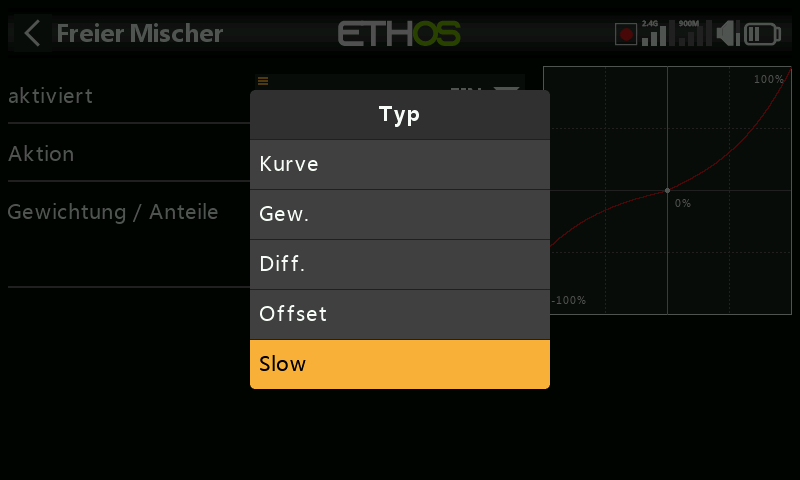 Freier Mischer
ETHOS
2.4G
900M
aktiviert
Aktion
Gewichtung / Anteile
Typ
Kurve
Gew.
Diff.
Offset
Slow
100%
0%
-100%